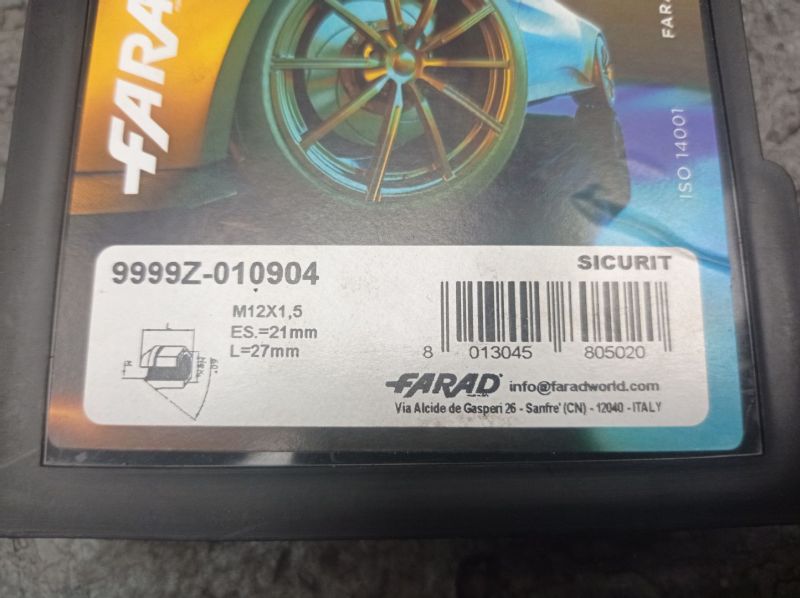 FARAD
FARA
ISO 14001
9999Z-010904
SICURIT
M12X1,5
ES.=21mm
L=27mm
8 013045 805020
FARAD info@faradworld.com
Via Alcide de Gasperi 26 - Sanfre' (CN) - 12040 - ITALY